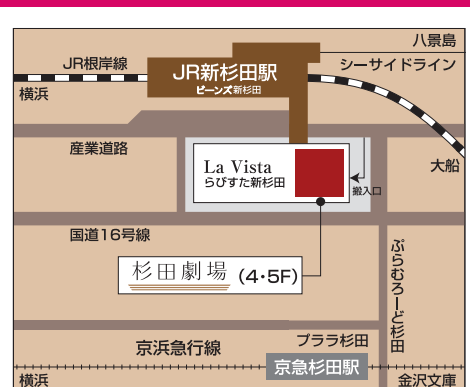 八景島
JR根岸線
JR新杉田駅
シーサイドライン
ビーンズ新杉田
横浜
産業道路
La Vista
らびすた新杉田
大船
搬入口
国道16号線
杉田劇場
(4・5F)
ぷらむろーど杉田
プララ杉田
京浜急行線
京急杉田駅
横浜
金沢文庫